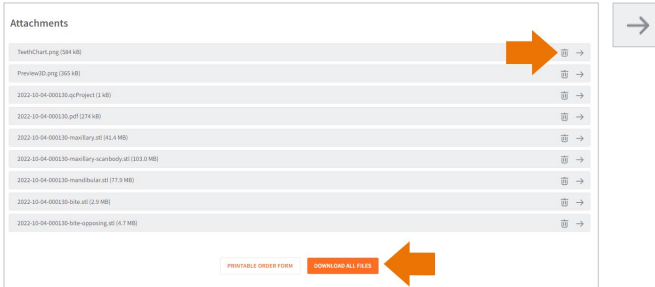 Attachments
TeethChart.png (584 kB)
Preview3D.png (365 kB)
2022-10-04-000130.qcProject (1 kB)
2022-10-04-000130.pdf (274 kB)
2022-10-04-000130-maxillary.stl (41.4 MB)
2022-10-04-000130-maxillary-scanbody.stl (103.0 MB)
2022-10-04-000130-mandibular.stl (77.9 MB)
2022-10-04-000130-bite.stl (2.9 MB)
2022-10-04-000130-bite-opposing.stl (4.7 MB)
PRINTABLE ORDER FORM DOWNLOAD ALL FILES